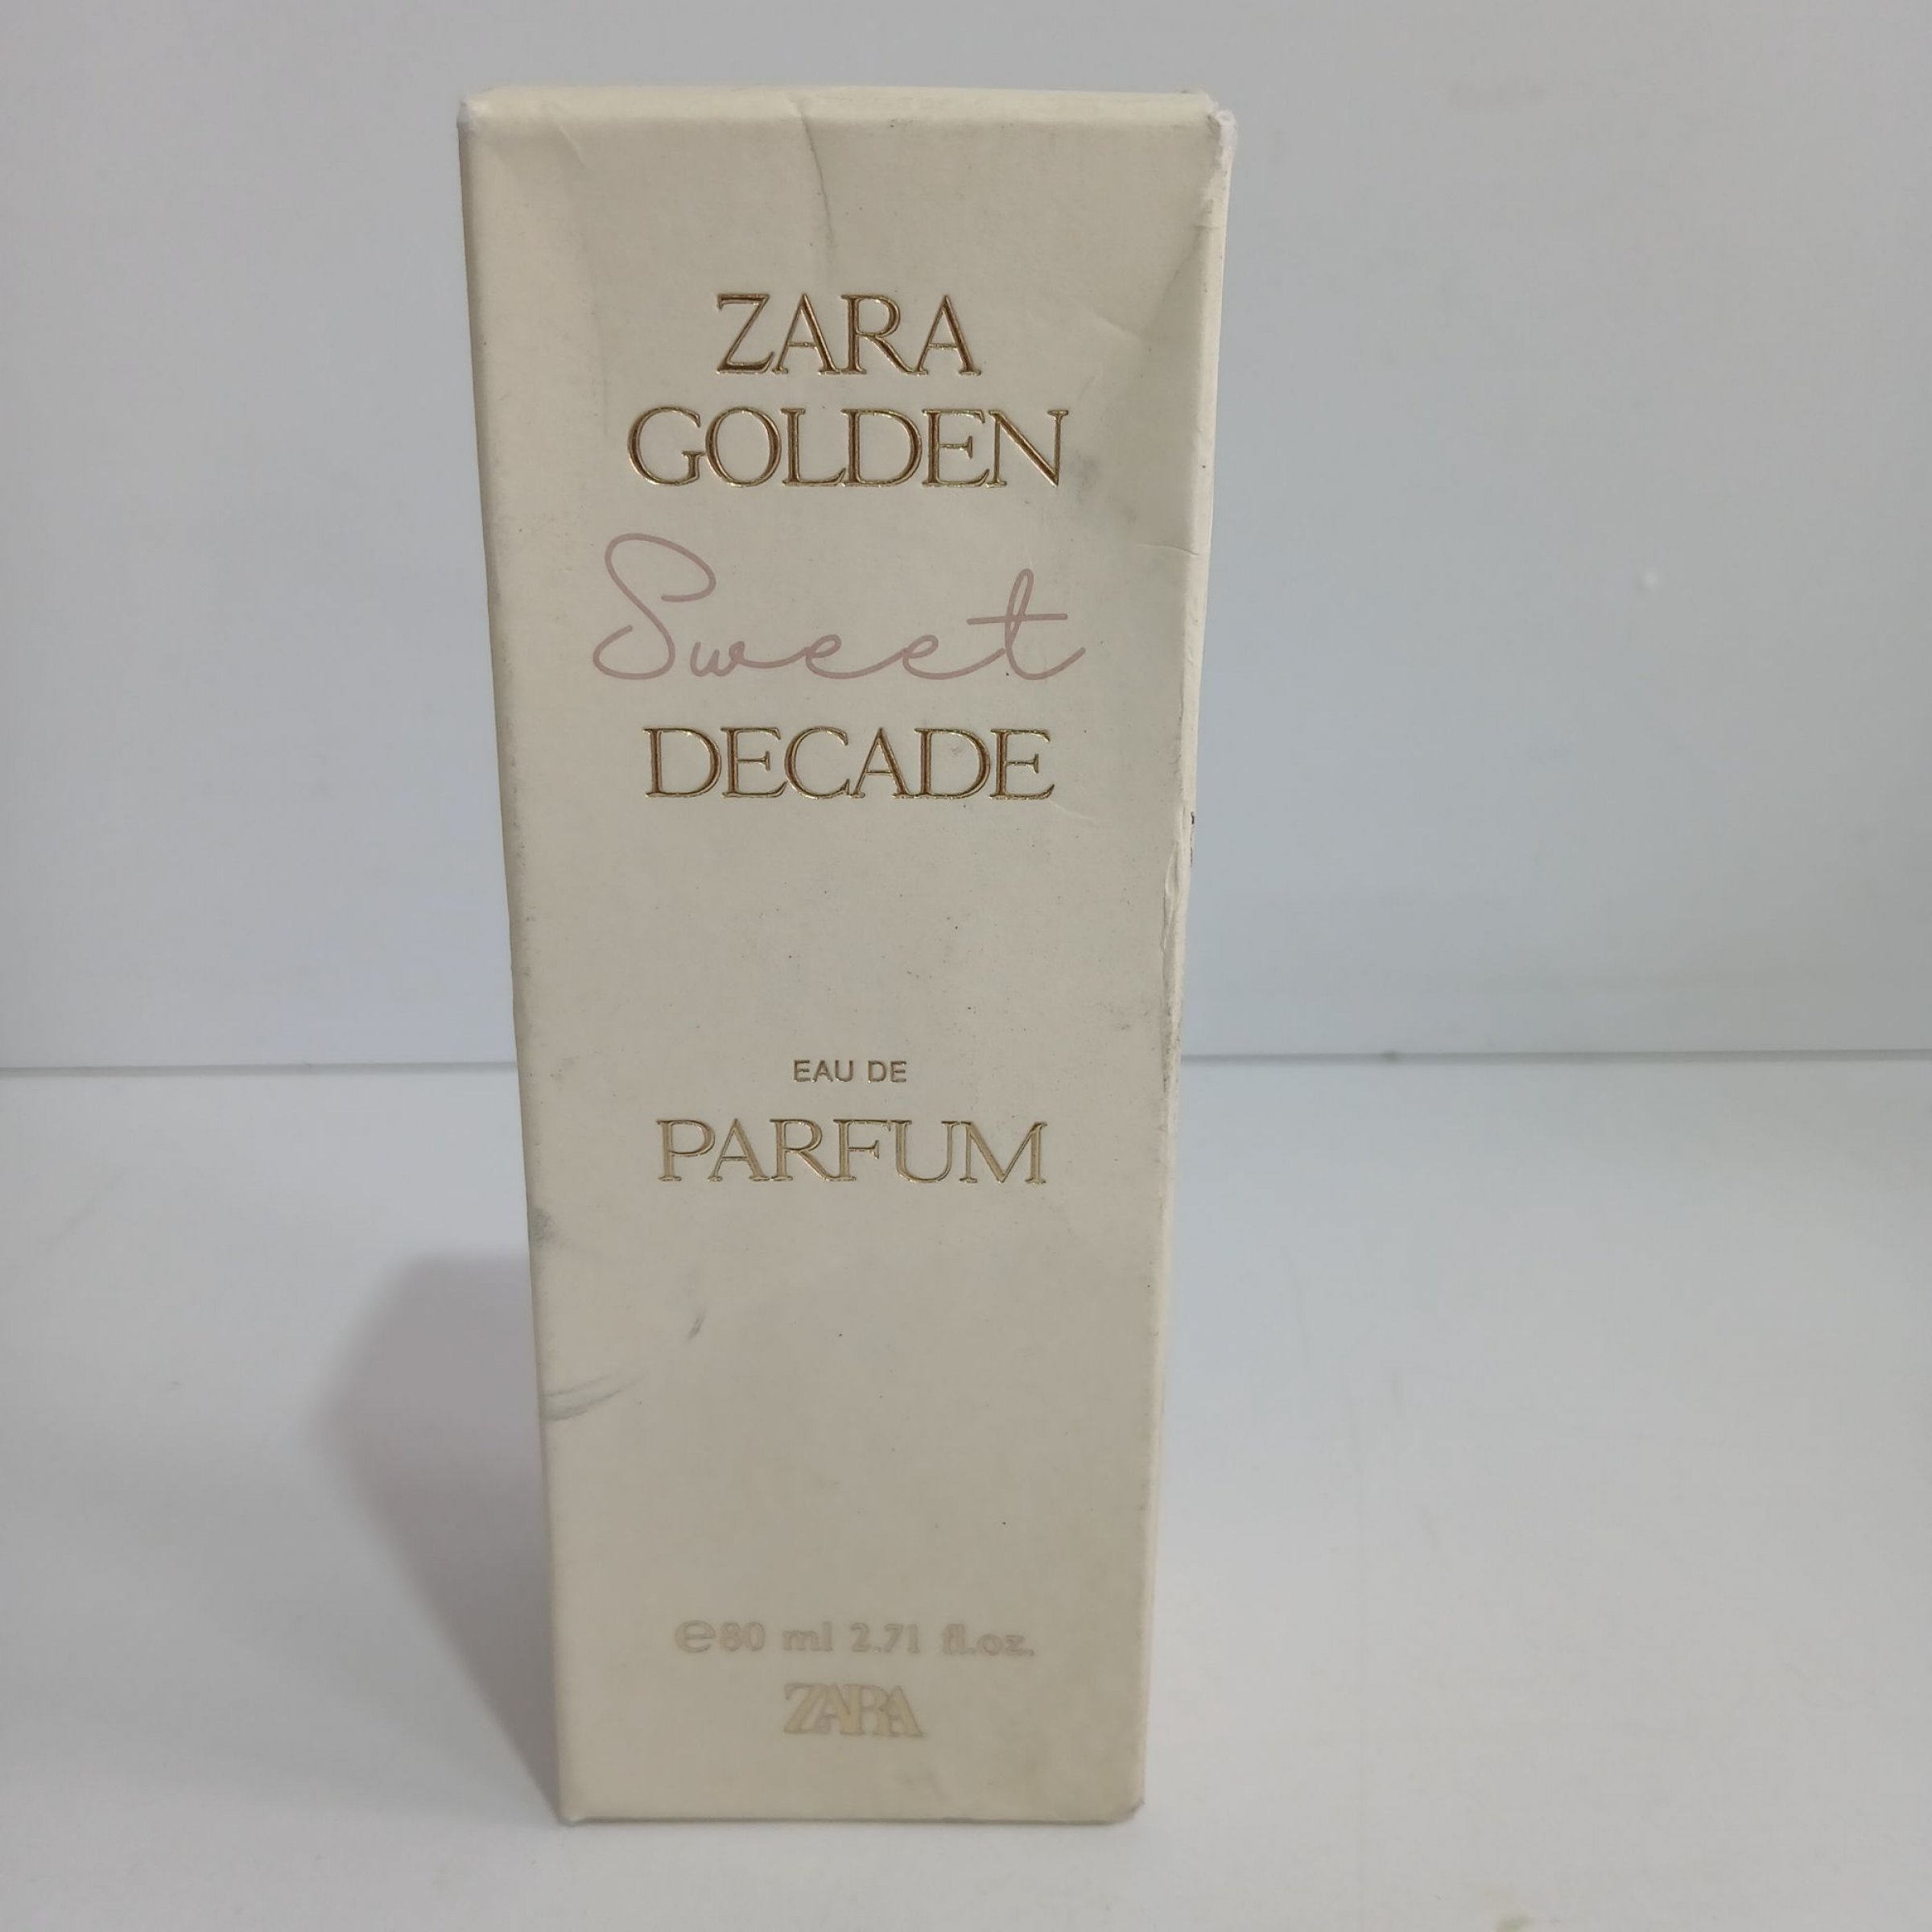 ZARA
GOLDEN
Sweet
DECADE
EAU DE
PARFUM
℮80 ml 2.71 fl.oz.
ZARA